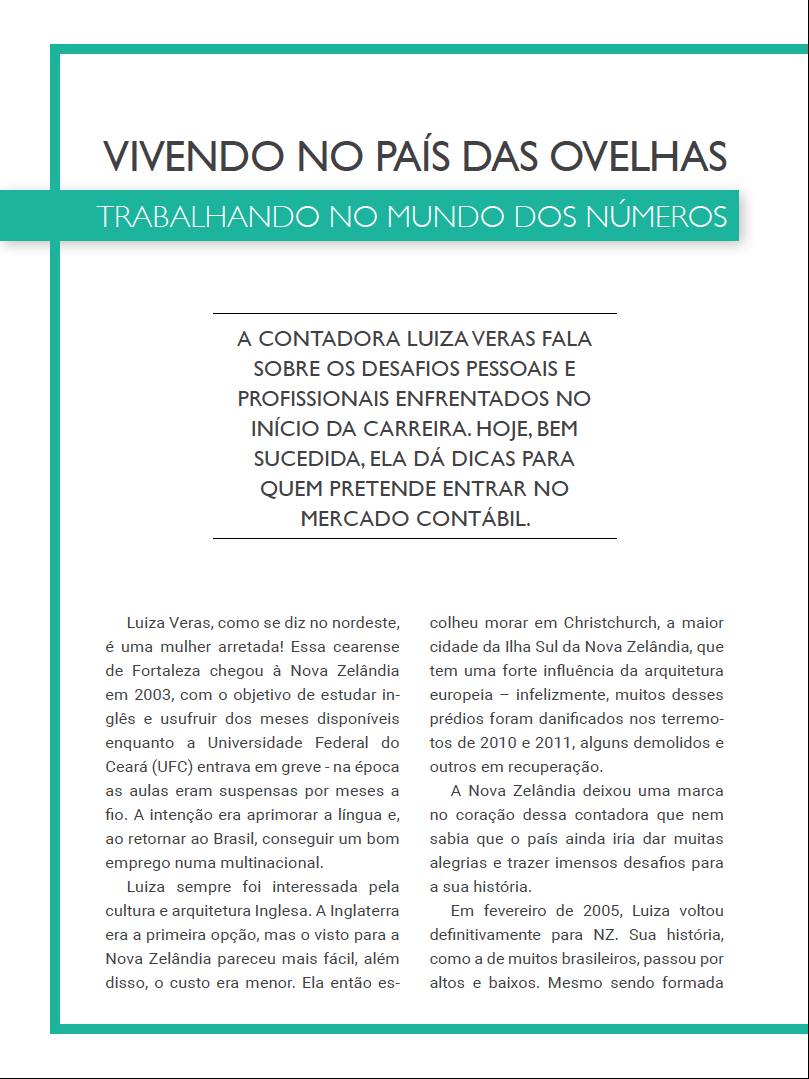 VIVENDO NO PAÍS DAS OVELHAS
TRABALHANDO NO MUNDO DOS NÚMEROS
A CONTADORA LUIZA VERAS FALA
SOBRE OS DESAFIOS PESSOAIS E
PROFISSIONAIS ENFRENTADOS NO
INÍCIO DA CARREIRA. HOJE, BEM
SUCEDIDA, ELA DÁ DICAS PARA
QUEM PRETENDE ENTRAR NO
MERCADO CONTÁBIL.
Luiza Veras, como se diz no nordeste,
é uma mulher arretada! Essa cearense
de Fortaleza chegou à Nova Zelândia
em 2003, com o objetivo de estudar in-
glês e usufruir dos meses disponíveis
enquanto a Universidade Federal do
Ceará (UFC) entrava em greve - na época
as aulas eram suspensas por meses a
fio. A intenção era aprimorar a língua e,
ao retornar ao Brasil, conseguir um bom
emprego numa multinacional.
Luiza sempre foi interessada pela
cultura e arquitetura Inglesa. A Inglaterra
era a primeira opção, mas o visto para a
Nova Zelândia pareceu mais fácil, além
disso, o custo era menor. Ela então es-
colheu morar em Christchurch, a maior
cidade da Ilha Sul da Nova Zelândia, que
tem uma forte influência da arquitetura
europeia – infelizmente, muitos desses
prédios foram danificados nos terremo-
tos de 2010 e 2011, alguns demolidos e
outros em recuperação.
A Nova Zelândia deixou uma marca
no coração dessa contadora que nem
sabia que o país ainda iria dar muitas
alegrias e trazer imensos desafios para
a sua história.
Em fevereiro de 2005, Luiza voltou
definitivamente para NZ. Sua história,
como a de muitos brasileiros, passou por
altos e baixos. Mesmo sendo formada